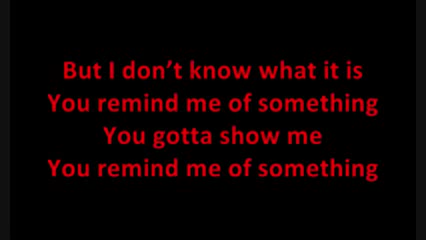 But I don’t know what it is
You remind me of something
You gotta show me
You remind me of something